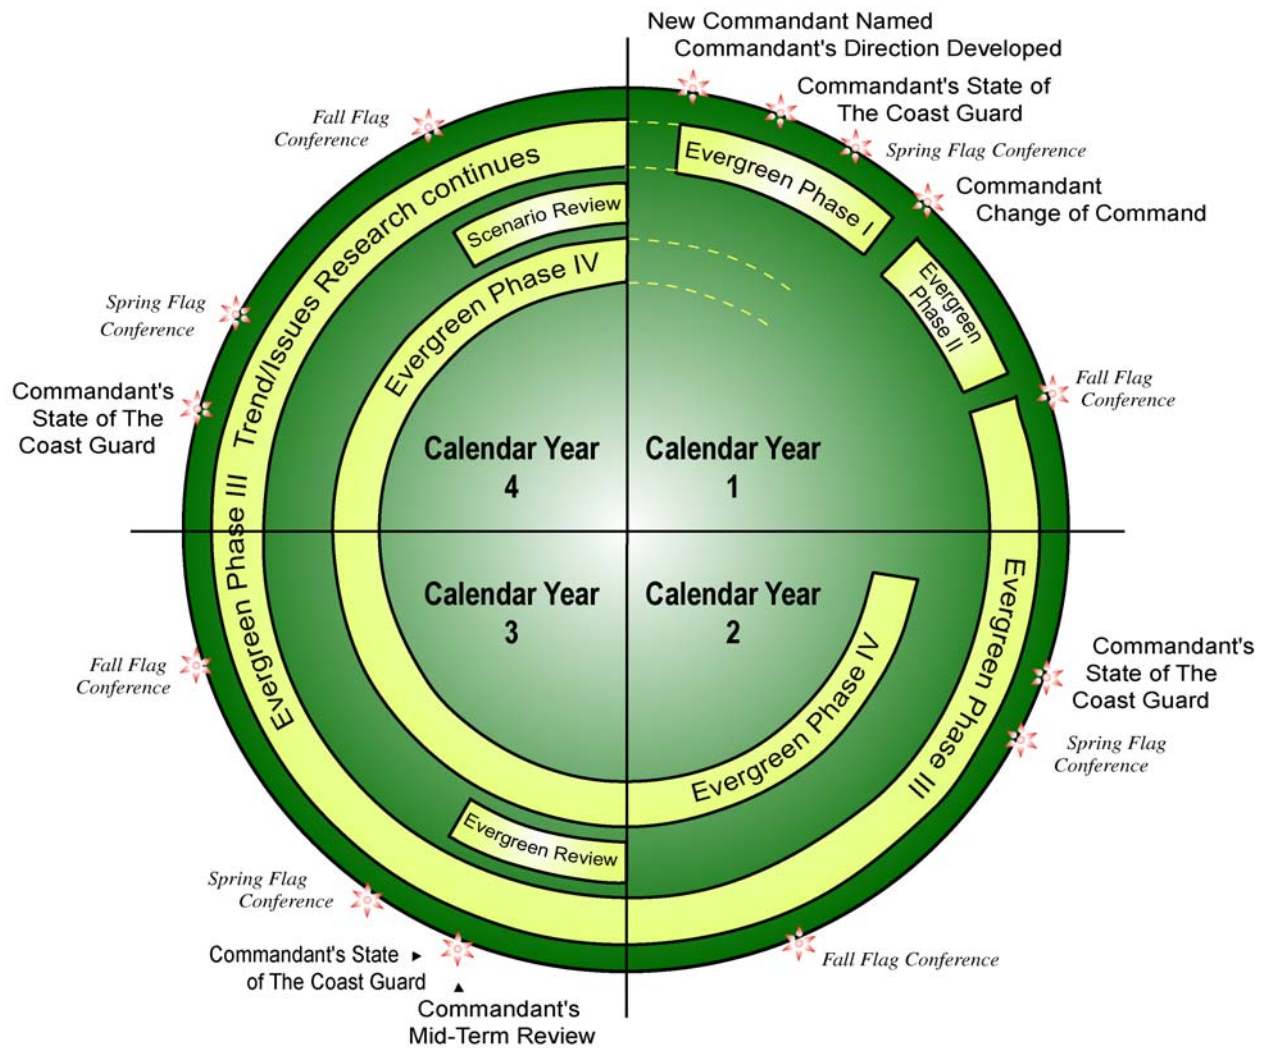 New Commandant Named
Commandant's Direction Developed
Commandant's State of
The Coast Guard
Spring Flag Conference
Commandant
Change of Command
Evergreen Phase I
Evergreen
Phase II
Fall Flag
Conference
Calendar Year
1
Evergreen Phase III
Commandant's
State of The
Coast Guard
Spring Flag
Conference
Calendar Year
2
Evergreen Phase IV
Fall Flag Conference
Calendar Year
3
Evergreen Review
Commandant's State
of The Coast Guard
Commandant's
Mid-Term Review
Spring Flag
Conference
Fall Flag
Conference
Evergreen Phase III Trend/Issues Research continues
Commandant's
State of The
Coast Guard
Spring Flag
Conference
Fall Flag
Conference
Scenario Review
Evergreen Phase IV
Calendar Year
4